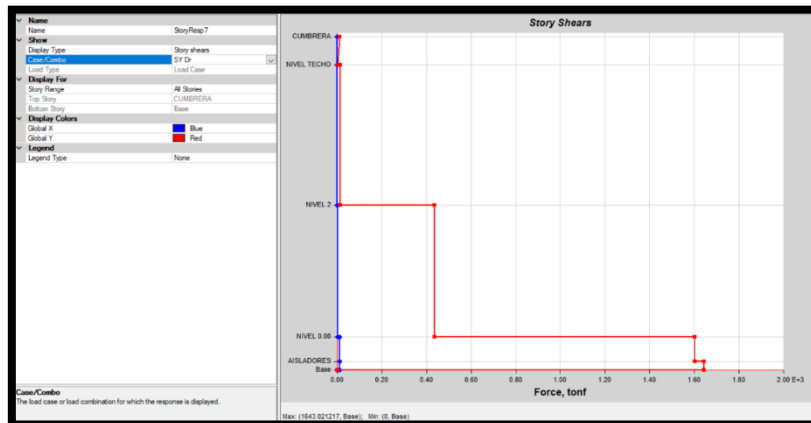 Name
Name StoryResp7
Show
Display Type Story shears
Case/Combo SY Dr
Load Type Load Case
Display For
Story Range All Stories
Top Story CUMBRERA
Bottom Story Base
Display Colors
Global X Blue
Global Y Red
Legend
Legend Type None
Case/Combo
The load case or load combination for which the response is displayed.
Story Shears
CUMBRERA
NIVEL TECHO
NIVEL 2
NIVEL 0.00
AISLADORES
Base
0.00 0.20 0.40 0.60 0.80 1.00 1.20 1.40 1.60 1.80 2.00 E+3
Force, tonf
Max: (1643.021217, Base); Min: (0, Base)